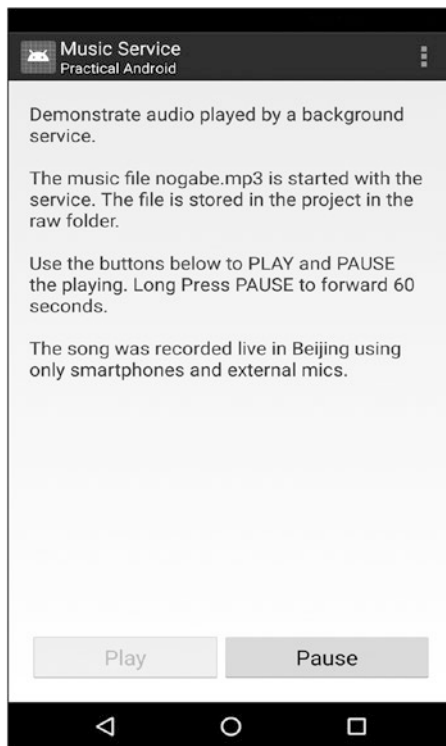 Music Service
Practical Android
Demonstrate audio played by a background
service.
The music file nogabe.mp3 is started with the
service. The file is stored in the project in the
raw folder.
Use the buttons below to PLAY and PAUSE
the playing. Long Press PAUSE to forward 60
seconds.
The song was recorded live in Beijing using
only smartphones and external mics.
Play
Pause